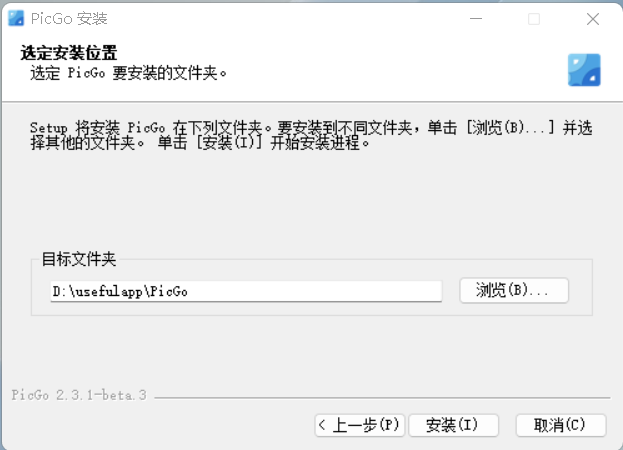 PicGo 安装
选定安装位置
选定 PicGo 要安装的文件夹。
Setup 将安装 PicGo 在下列文件夹。要安装到不同文件夹，单击 [浏览(B)...] 并选
择其他的文件夹。 单击 [安装(I)] 开始安装进程。
目标文件夹
D:\usefulapp\PicGo
浏览(B)...
PicGo 2.3.1-beta.3
< 上一步(P)
安装(I)
取消(C)